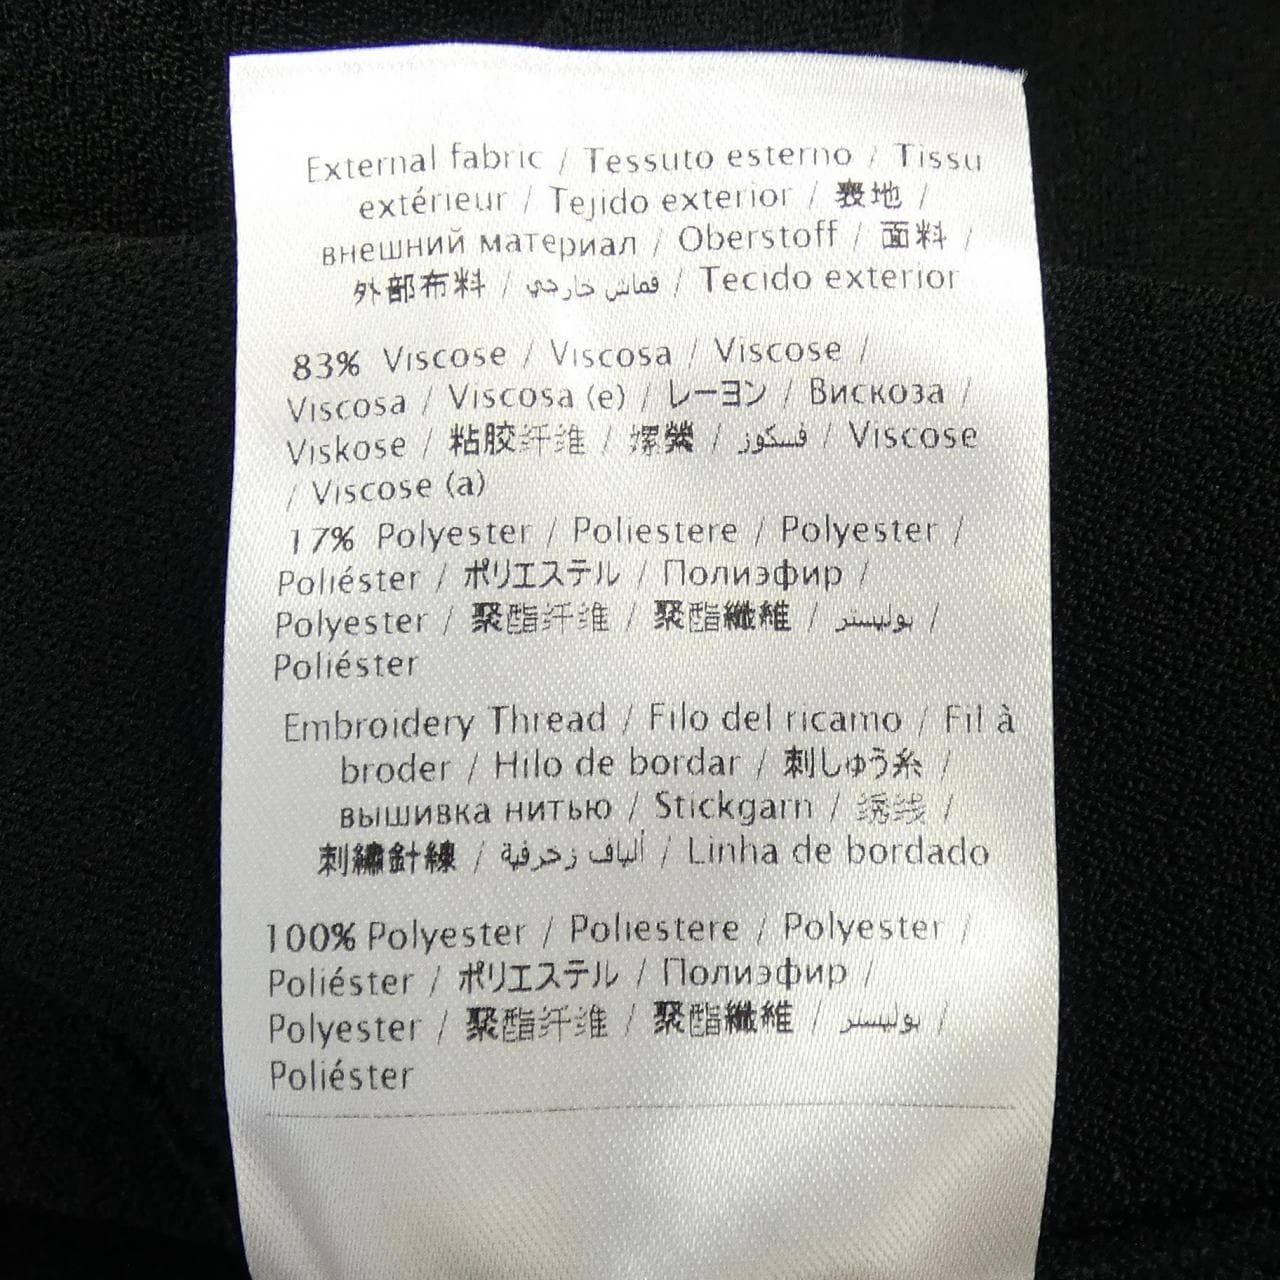 External fabric / Tessuto esterno / Tissu
extérieur / Tejido exterior / 表地 /
внешний материал / Oberstoff / 面料 /
外部布料 / قماش خارجي / Tecido exterior
83% Viscose / Viscosa / Viscose /
Viscosa / Viscosa (e) / レーヨン / Вискоза /
Viskose / 粘胶纤维 / 嫘縈 / فسكوز / Viscose
/ Viscose (a)
17% Polyester / Poliestere / Polyester /
Poliéster / ポリエステル / Полиэфир /
Polyester / 聚酯纤维 / 聚酯纖維 / بوليستر /
Poliéster
Embroidery Thread / Filo del ricamo / Fil à
broder / Hilo de bordar / 刺しゅう糸 /
вышивка нитью / Stickgarn / 绣线 /
刺繡針線 / ألياف زخرفية / Linha de bordado
100% Polyester / Poliestere / Polyester /
Poliéster / ポリエステル / Полиэфир /
Polyester / 聚酯纤维 / 聚酯纖維 / بوليستر /
Poliéster